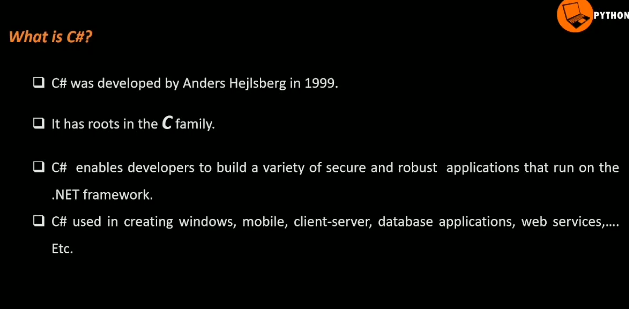 PYTHON
What is C#?
❑ C# was developed by Anders Hejlsberg in 1999.
❑ It has roots in the C family.
❑ C# enables developers to build a variety of secure and robust applications that run on the
.NET framework.
❑ C# used in creating windows, mobile, client-server, database applications, web services,....
Etc.